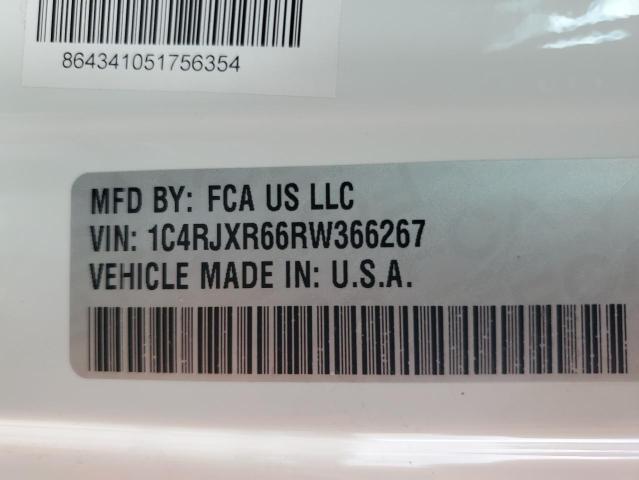 864341051756354
MFD BY: FCA US LLC
VIN: 1C4RJXR66RW366267
VEHICLE MADE IN: U.S.A.